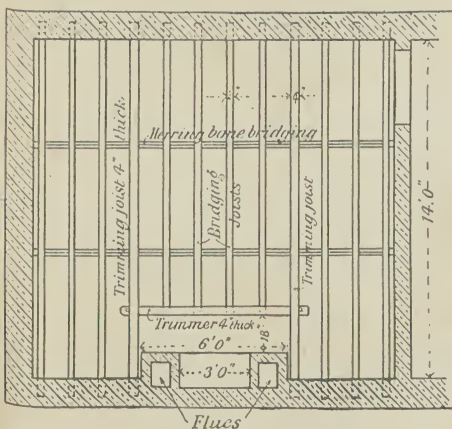 Herring bone bridging
Trimming joist 4" thick
Bridging
Joists
Trimming joist
14'.0"
Trimmer 4" thick
18
6'0"
3'.0"
Flues